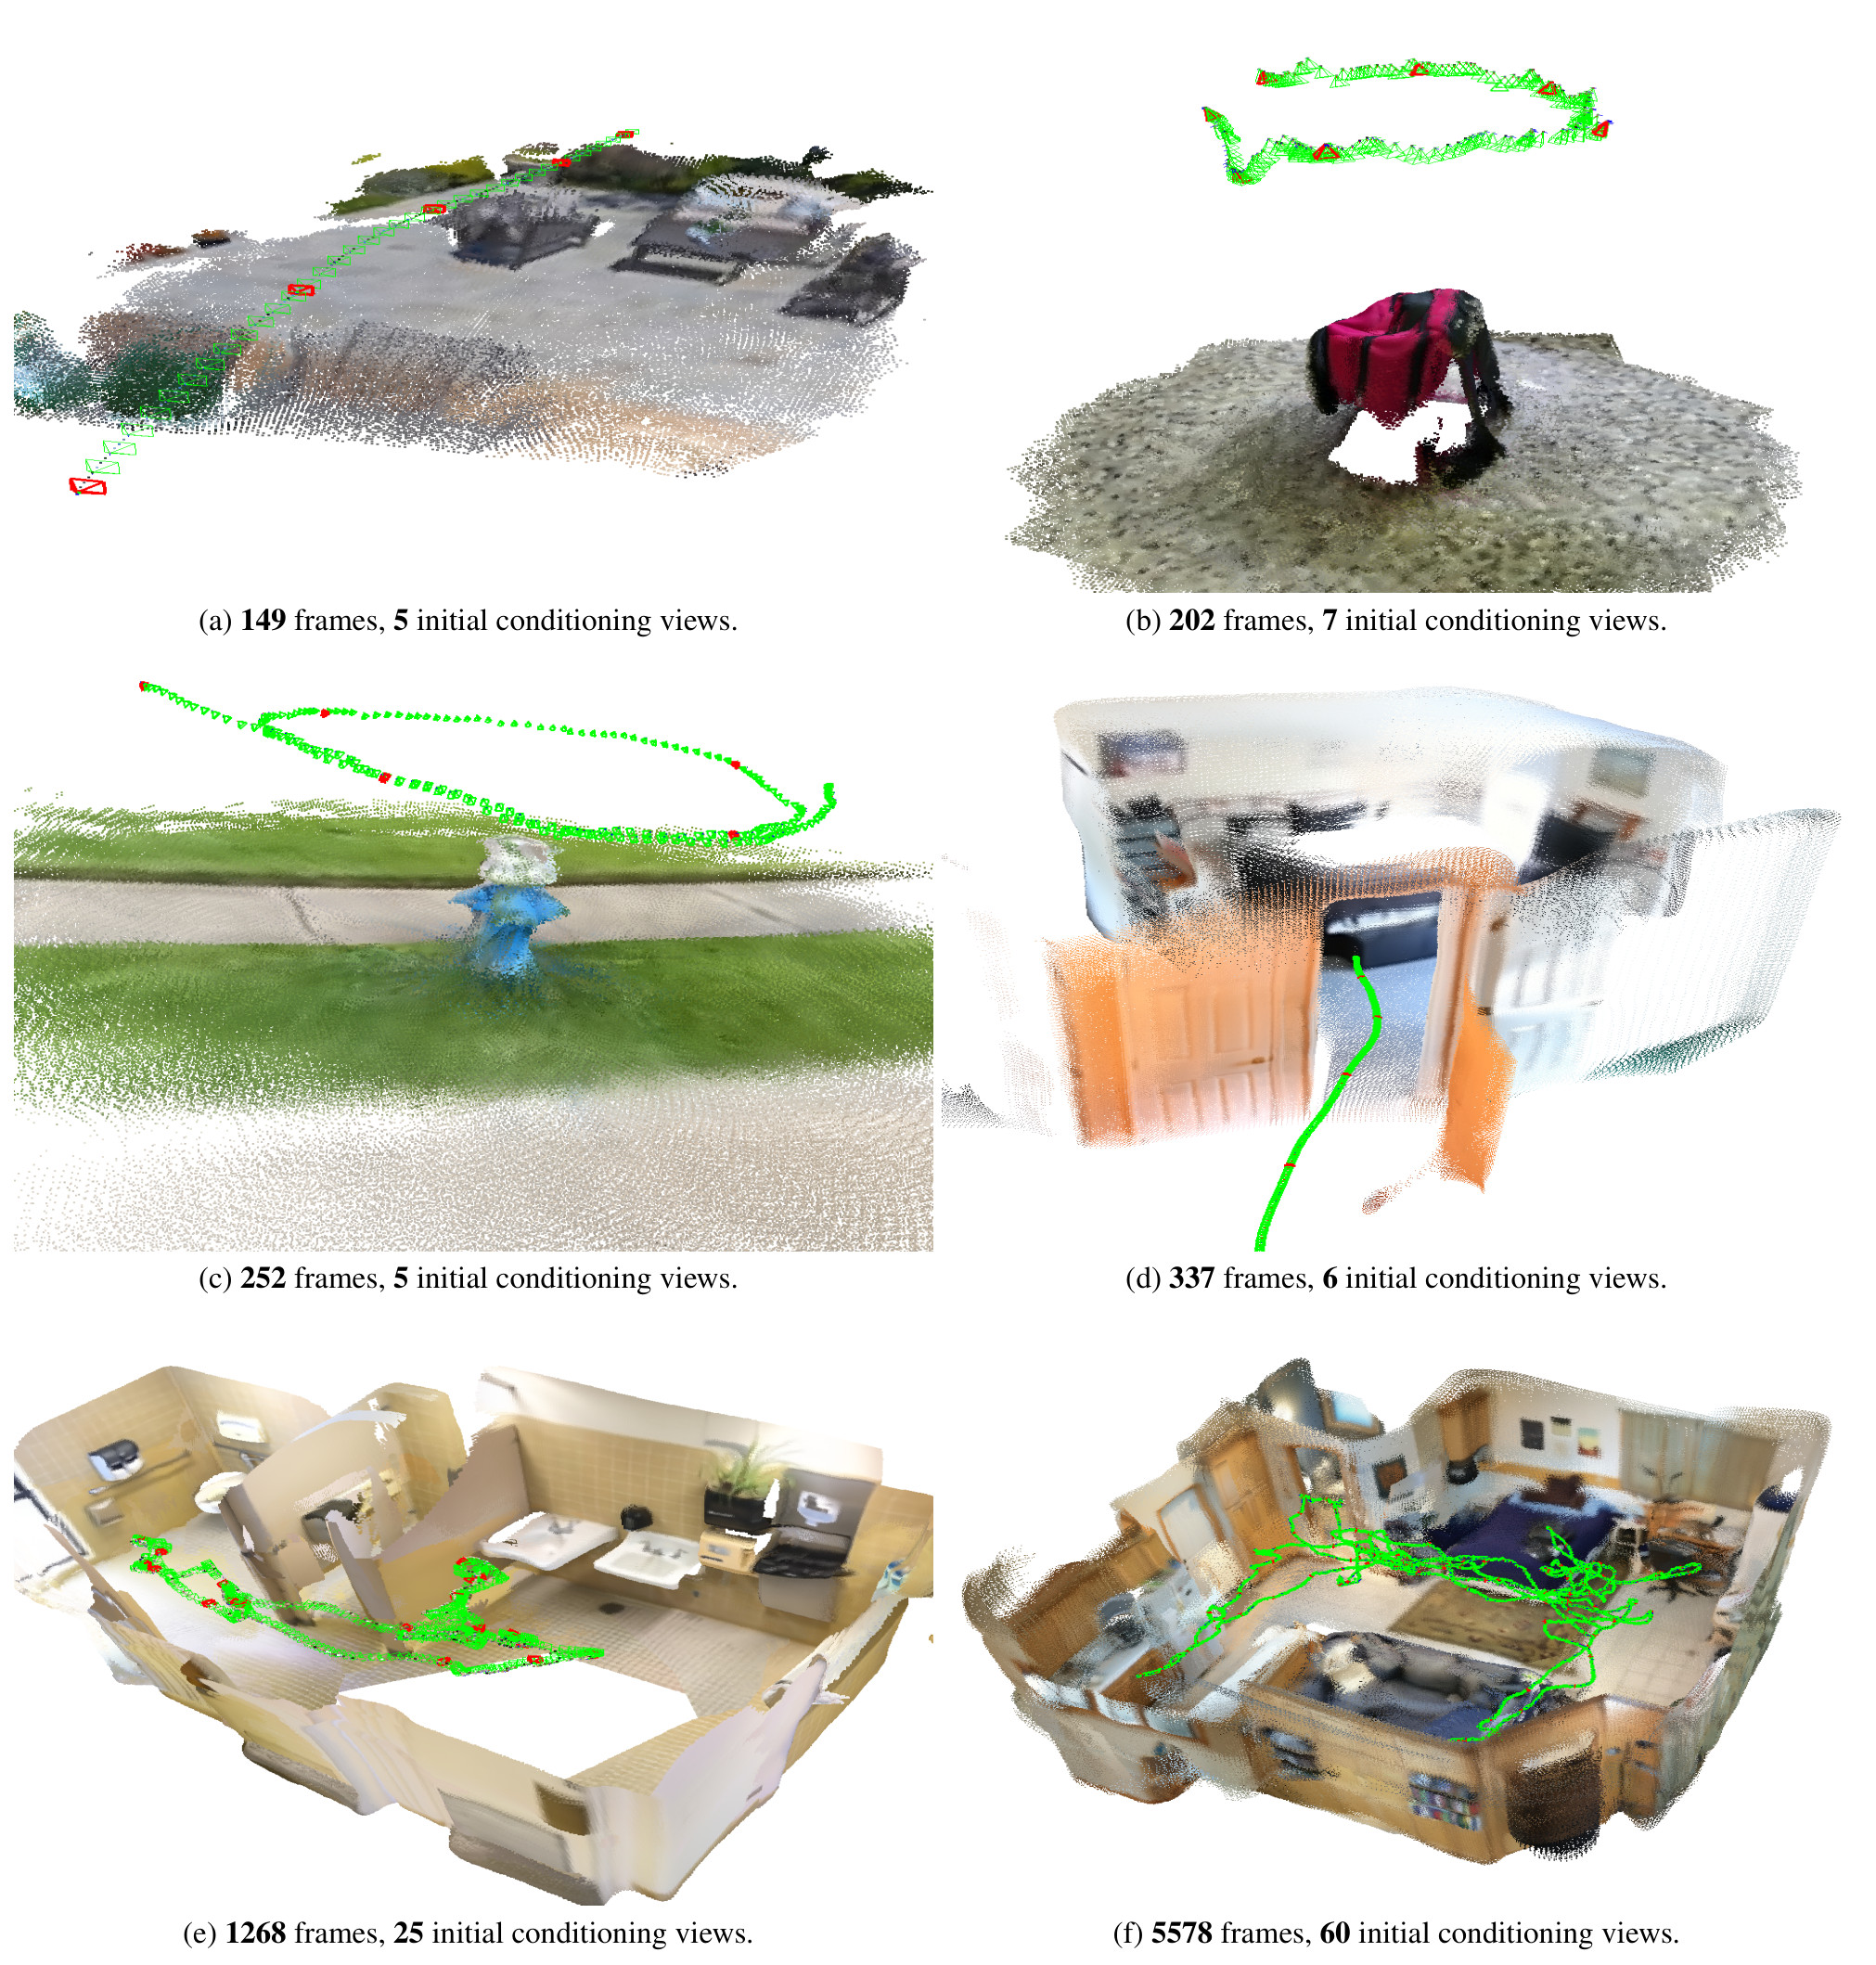 (a) 149 frames, 5 initial conditioning views.
(b) 202 frames, 7 initial conditioning views.
(c) 252 frames, 5 initial conditioning views.
(d) 337 frames, 6 initial conditioning views.
(e) 1268 frames, 25 initial conditioning views.
(f) 5578 frames, 60 initial conditioning views.